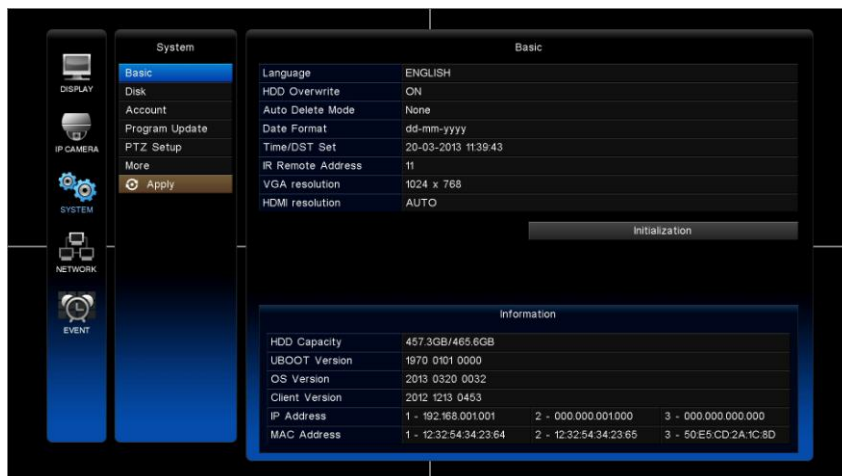 System
Basic
DISPLAY
IP CAMERA
SYSTEM
NETWORK
EVENT
Basic
Disk
Account
Program Update
PTZ Setup
More
Apply
Language ENGLISH
HDD Overwrite ON
Auto Delete Mode None
Date Format dd-mm-yyyy
Time/DST Set 20-03-2013 11:39:43
IR Remote Address 11
VGA resolution 1024 x 768
HDMI resolution AUTO
Initialization
Information
HDD Capacity 457.3GB/465.6GB
UBOOT Version 1970 0101 0000
OS Version 2013 0320 0032
Client Version 2012 1213 0453
IP Address 1 - 192.168.001.001 2 - 000.000.001.000 3 - 000.000.000.000
MAC Address 1 - 12:32:54:34:23:64 2 - 12:32:54:34:23:65 3 - 50:E5:CD:2A:1C:8D